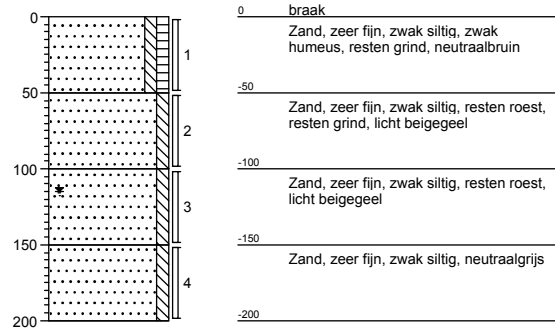 0
50
100
150
200
1
2
3
4
0 braak
Zand, zeer fijn, zwak siltig, zwak
humeus, resten grind, neutraalbruin
-50
Zand, zeer fijn, zwak siltig, resten roest,
resten grind, licht beigegeel
-100
Zand, zeer fijn, zwak siltig, resten roest,
licht beigegeel
-150
Zand, zeer fijn, zwak siltig, neutraalgrijs
-200